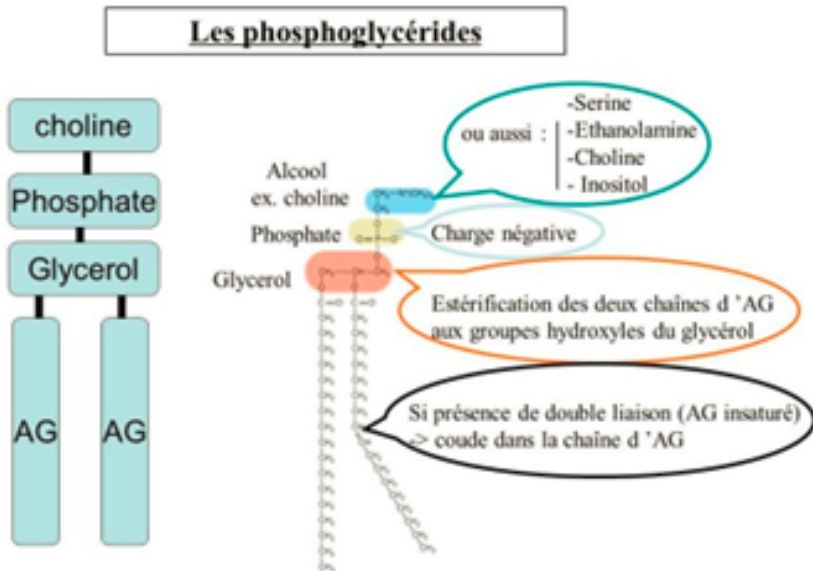 Les phosphoglycérides
choline
Phosphate
Glycerol
AG
AG
Alcool
ex. choline
Phosphate
Glycerol
ou aussi :
-Serine
-Ethanolamine
-Choline
- Inositol
Charge négative
Estérification des deux chaînes d 'AG
aux groupes hydroxyles du glycérol
Si présence de double liaison (AG insaturé)
-> coude dans la chaîne d 'AG